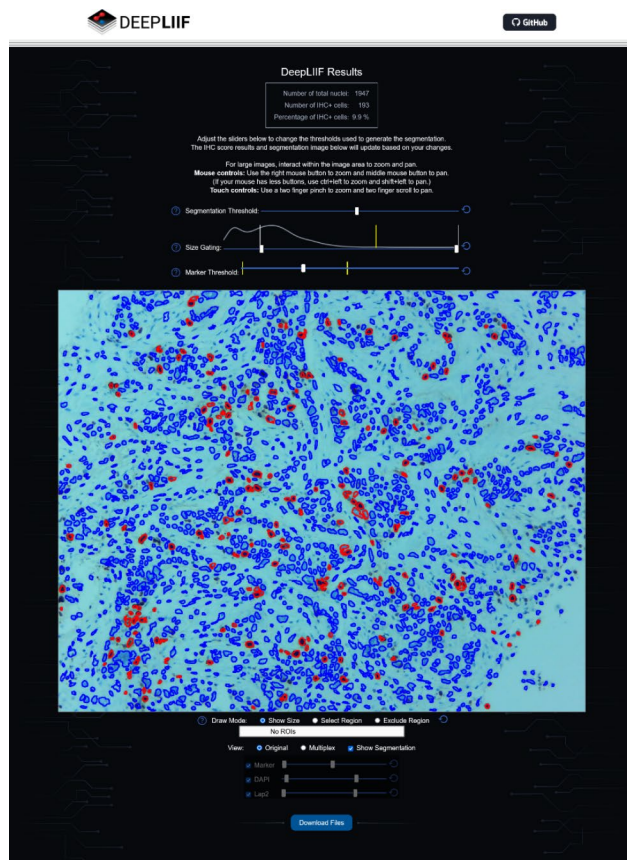 DEEPLIIF
GitHub
DeepLIIF Results
Number of total nuclei: 1947
Number of IHC+ cells: 193
Percentage of IHC+ cells: 9.9 %
Adjust the sliders below to change the thresholds used to generate the segmentation.
The IHC score results and segmentation image below will update based on your changes.
For large images, interact within the image area to zoom and pan.
Mouse controls: Use the right mouse button to zoom and middle mouse button to pan.
(If your mouse has less buttons, use ctrl+left to zoom and shift+left to pan.)
Touch controls: Use a two finger pinch to zoom and two finger scroll to pan.
? Segmentation Threshold:
? Size Gating:
? Marker Threshold:
? Draw Mode: Show Size Select Region Exclude Region
No ROIs
View: Original Multiplex Show Segmentation
Marker
DAPI
Lap2
Download Files